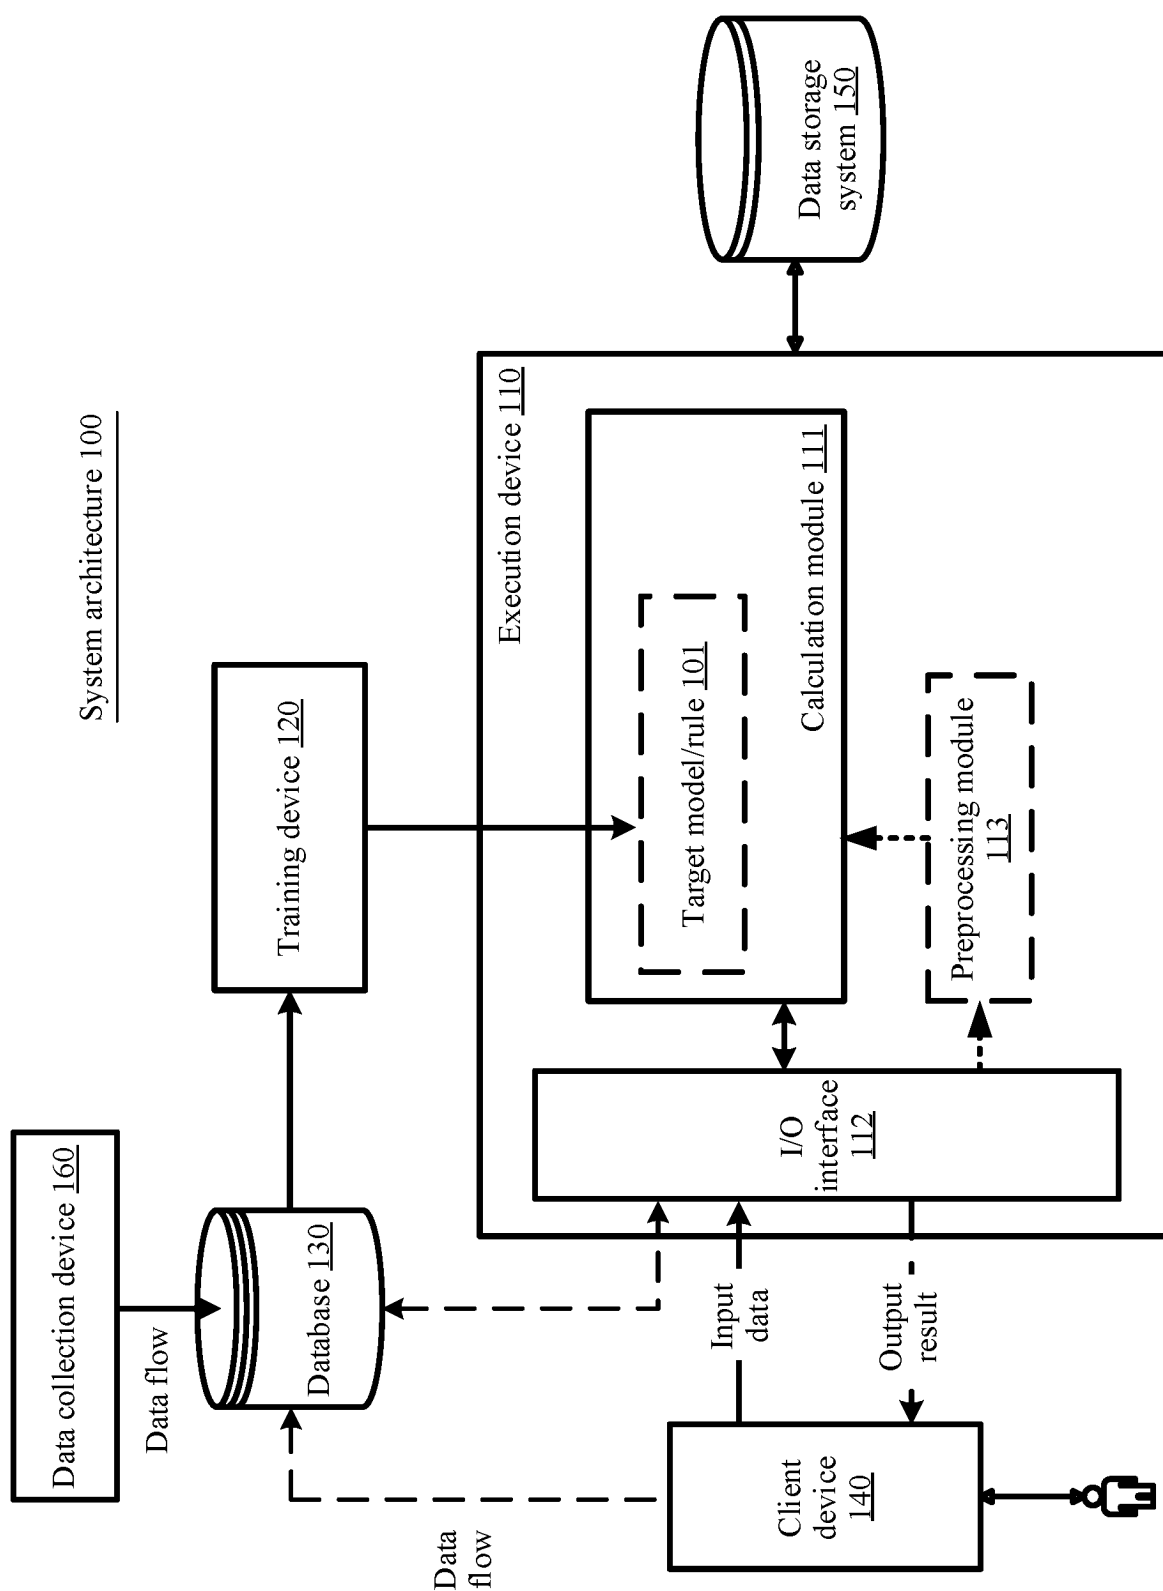 System architecture 100
Data collection device 160
Data flow
Database 130
Training device 120
Data
flow
Client
device
140
Input
data
Output
result
Execution device 110
I/O
interface
112
Target model/rule 101
Calculation module 111
Preprocessing module
113
Data storage
system 150